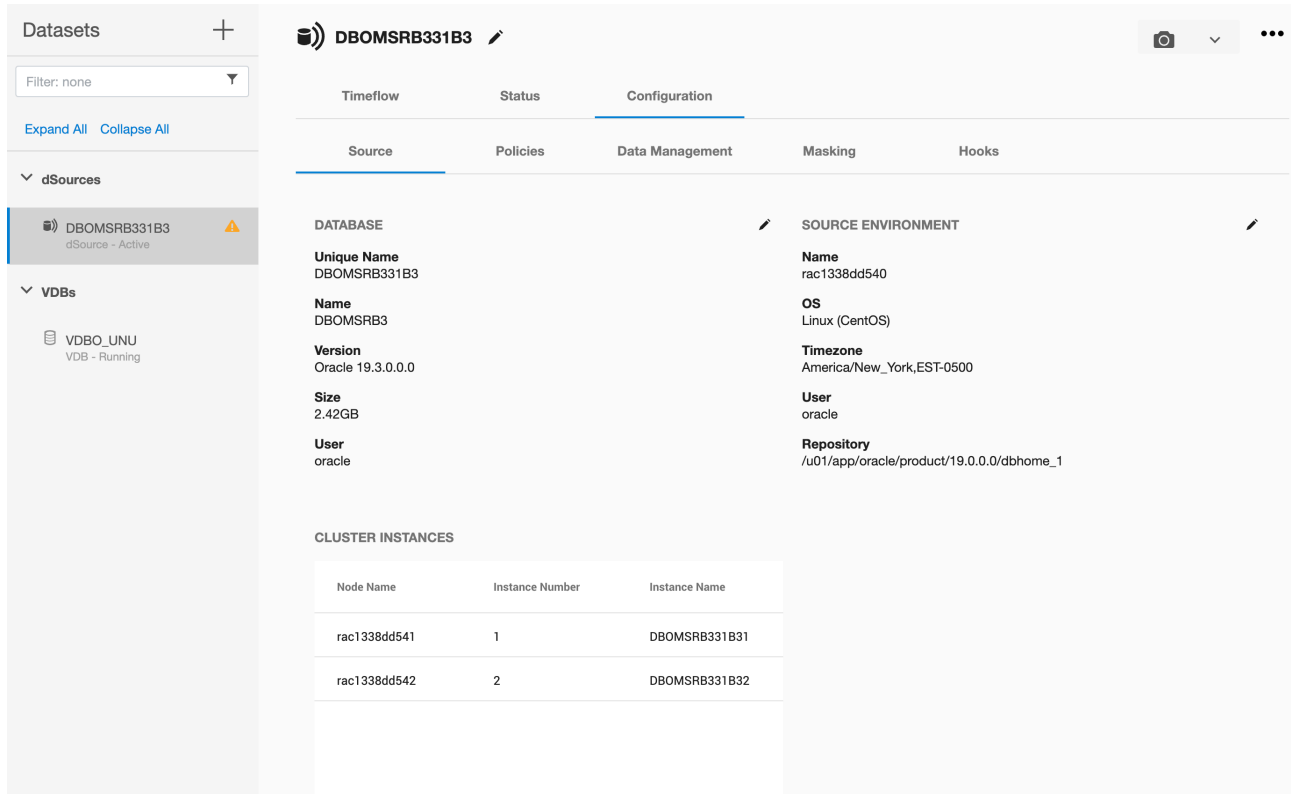 Datasets
Filter: none
Expand All Collapse All
dSources
DBOMSRB331B3
dSource - Active
VDBs
VDBO_UNU
VDB - Running
DBOMSRB331B3
Timeflow Status Configuration
Source Policies Data Management Masking Hooks
DATABASE
Unique Name
DBOMSRB331B3
Name
DBOMSRB3
Version
Oracle 19.3.0.0.0
Size
2.42GB
User
oracle
SOURCE ENVIRONMENT
Name
rac1338dd540
OS
Linux (CentOS)
Timezone
America/New_York,EST-0500
User
oracle
Repository
/u01/app/oracle/product/19.0.0.0/dbhome_1
CLUSTER INSTANCES
Node Name Instance Number Instance Name
rac1338dd541 1 DBOMSRB331B31
rac1338dd542 2 DBOMSRB331B32